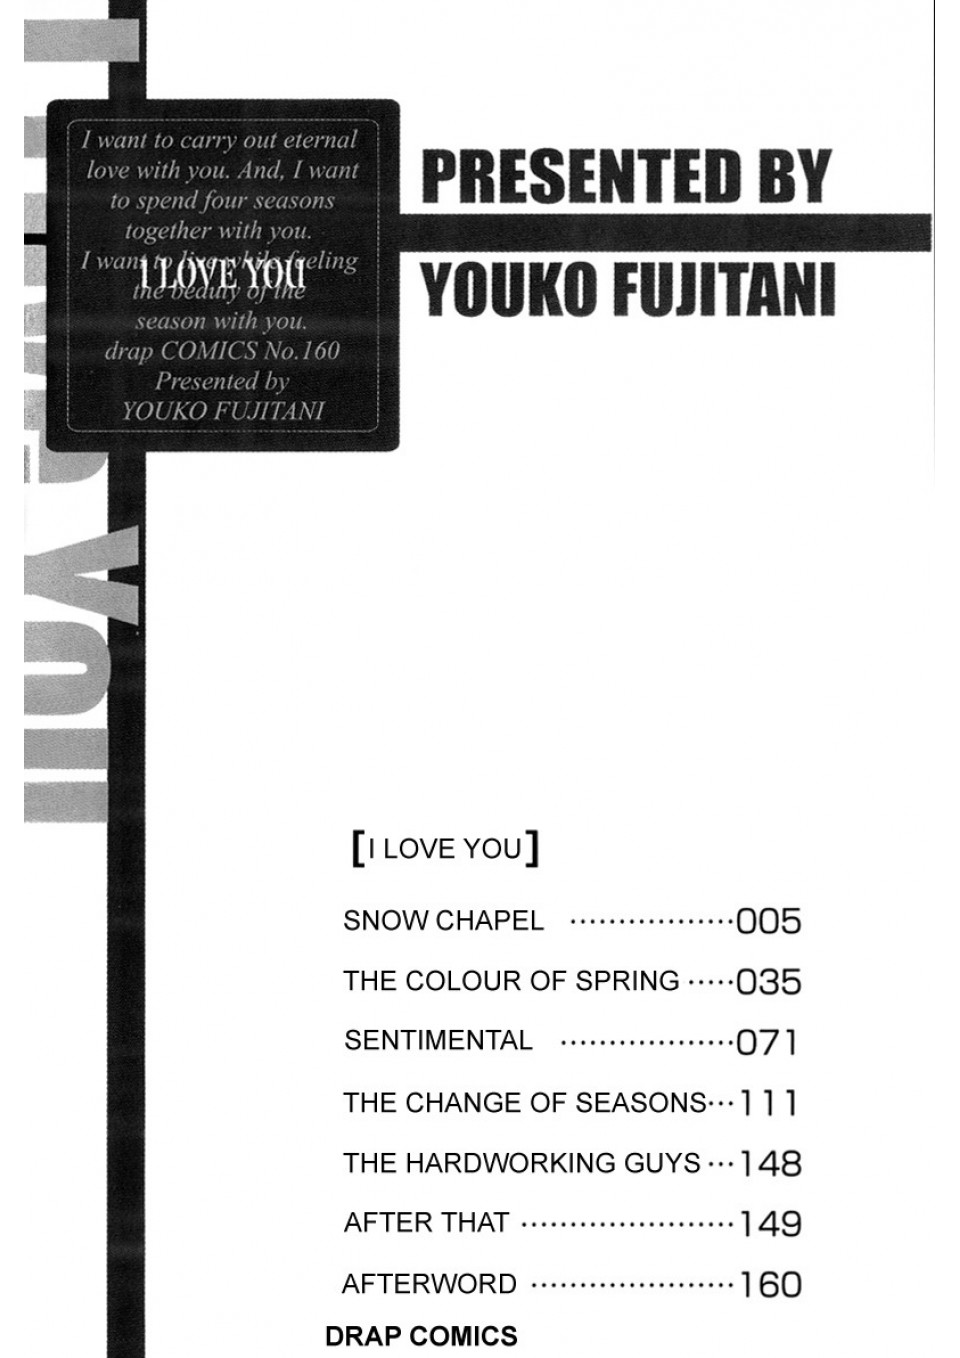 I want to carry out eternal
love with you. And, I want
to spend four seasons
together with you.
I want to live while feeling
the beauty of the
season with you.
drap COMICS No.160
Presented by
YOUKO FUJITANI
I LOVE YOU
PRESENTED BY
YOUKO FUJITANI
[I LOVE YOU]
SNOW CHAPEL ·················005
THE COLOUR OF SPRING ·····035
SENTIMENTAL ··················071
THE CHANGE OF SEASONS···111
THE HARDWORKING GUYS ···148
AFTER THAT ······················149
AFTERWORD ·····················160
DRAP COMICS